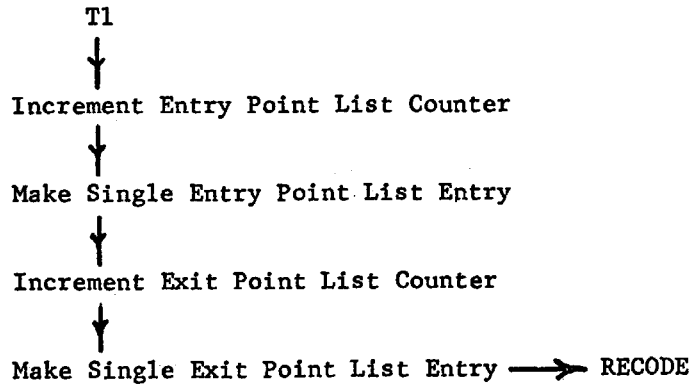 T1
Increment Entry Point List Counter
Make Single Entry Point List Entry
Increment Exit Point List Counter
Make Single Exit Point List Entry RECODE